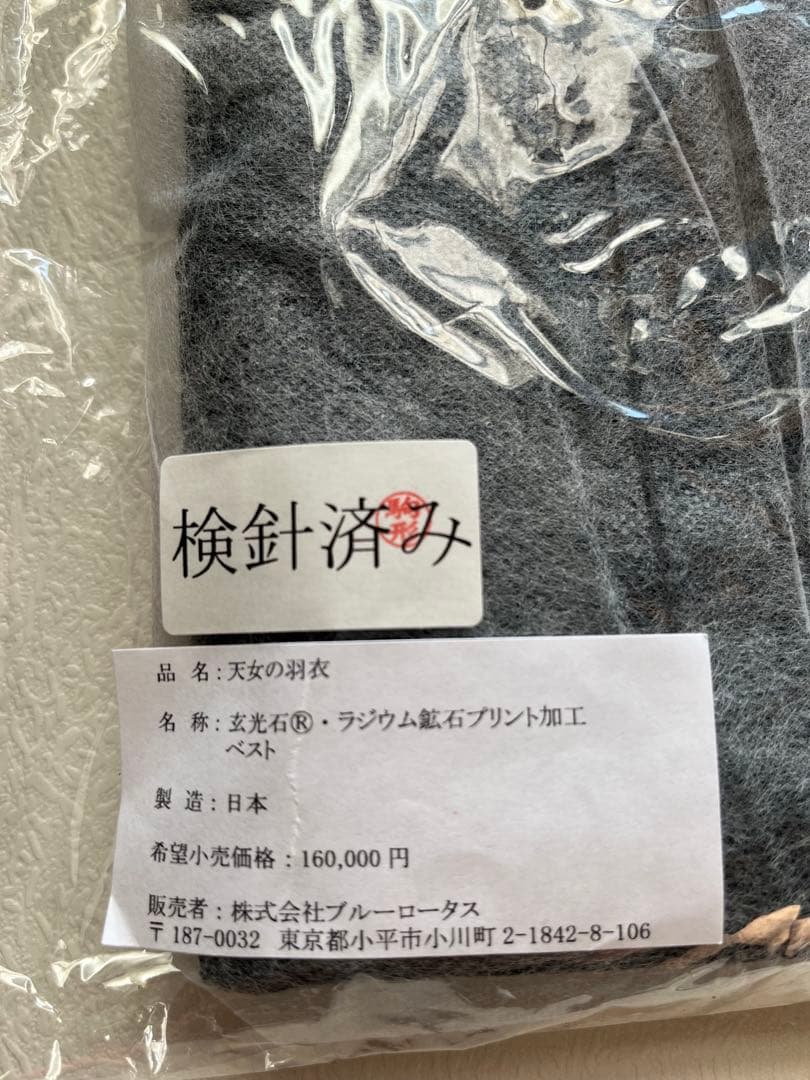 検針済み
駒形
品 名：天女の羽衣
名 称：玄光石®・ラジウム鉱石プリント加工
ベスト
製 造：日本
希望小売価格：160,000 円
販売者：株式会社ブルーロータス
〒187-0032 東京都小平市小川町 2-1842-8-106